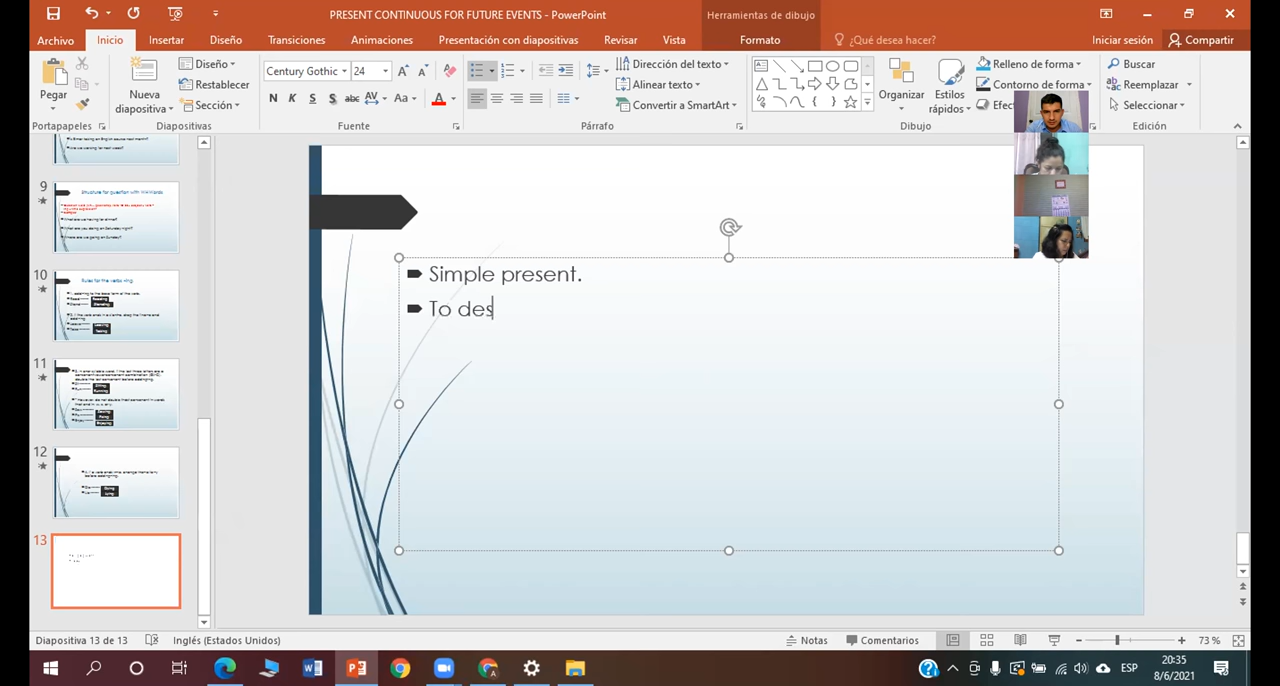 PRESENT CONTINUOUS FOR FUTURE EVENTS - PowerPoint
Herramientas de dibujo
Archivo Inicio Insertar Diseño Transiciones Animaciones Presentación con diapositivas Revisar Vista Formato ¿Qué desea hacer? Iniciar sesión Compartir
Pegar
Nueva diapositiva
Diseño
Restablecer
Sección
Century Gothic 24
N K S S abc AV Aa A
Dirección del texto
Alinear texto
Convertir a SmartArt
Organizar
Estilos rápidos
Relleno de forma
Contorno de forma
Efec
Buscar
Reemplazar
Seleccionar
Portapapeles Diapositivas Fuente Párrafo Dibujo Edición
9
Structure for question with WH Words
10
Rules for the verbs -ing
11
12
13
Simple present.
To des
Diapositiva 13 de 13 Inglés (Estados Unidos) Notas Comentarios 73 %
ESP
20:35
8/6/2021